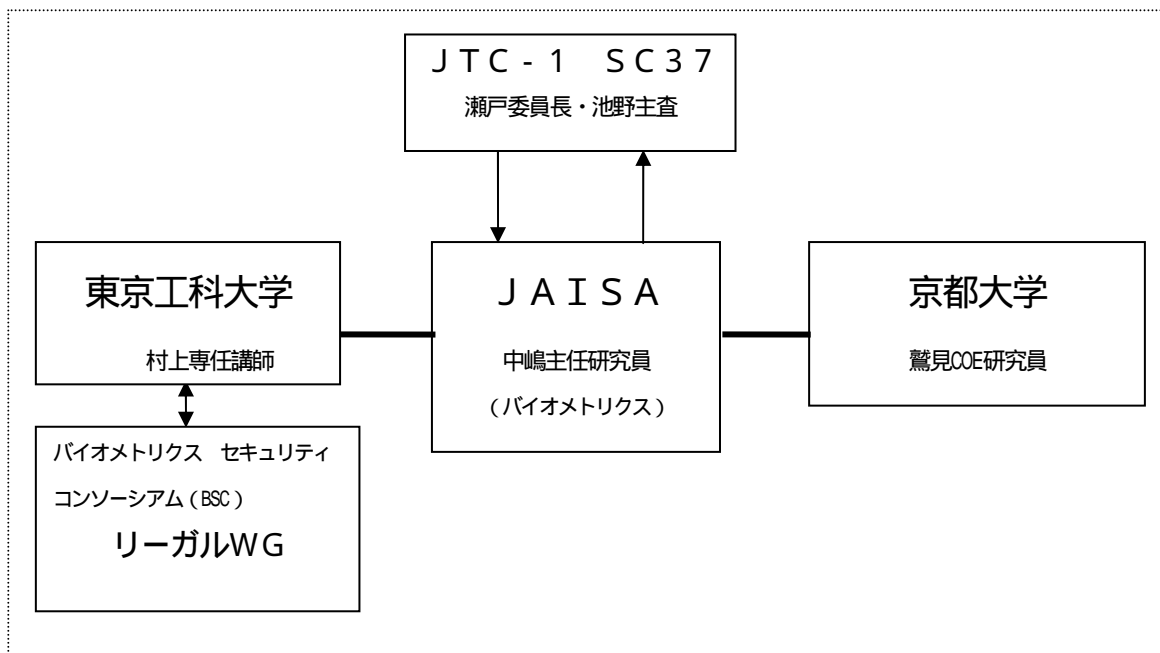 ＪＴＣ-１　ＳＣ３７
瀬戸委員長・池野主査
東京工科大学
村上専任講師
ＪＡＩＳＡ
中嶋主任研究員
（バイオメトリクス）
京都大学
鷲見COE研究員
バイオメトリクス　セキュリティ
コンソーシアム（BSC）
リーガルＷＧ